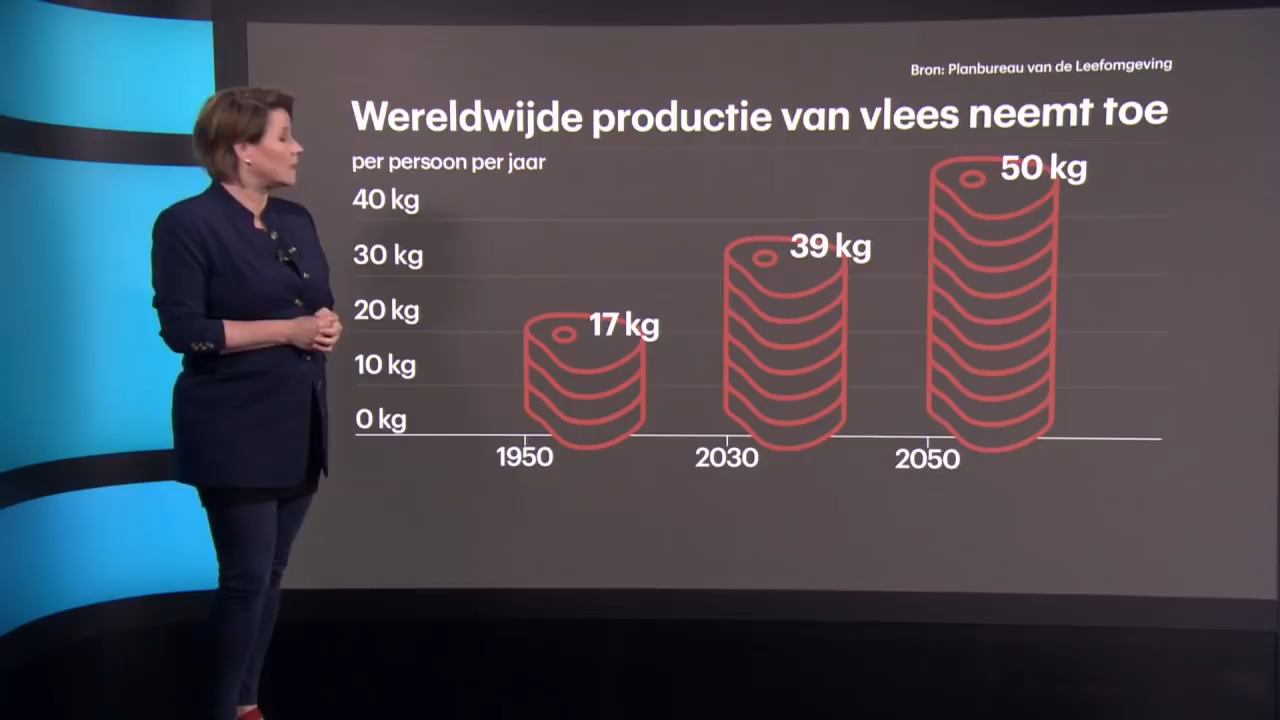 Bron: Planbureau van de Leefomgeving
Wereldwijde productie van vlees neemt toe
per persoon per jaar
40 kg
30 kg
20 kg
10 kg
0 kg
17 kg
39 kg
50 kg
1950
2030
2050